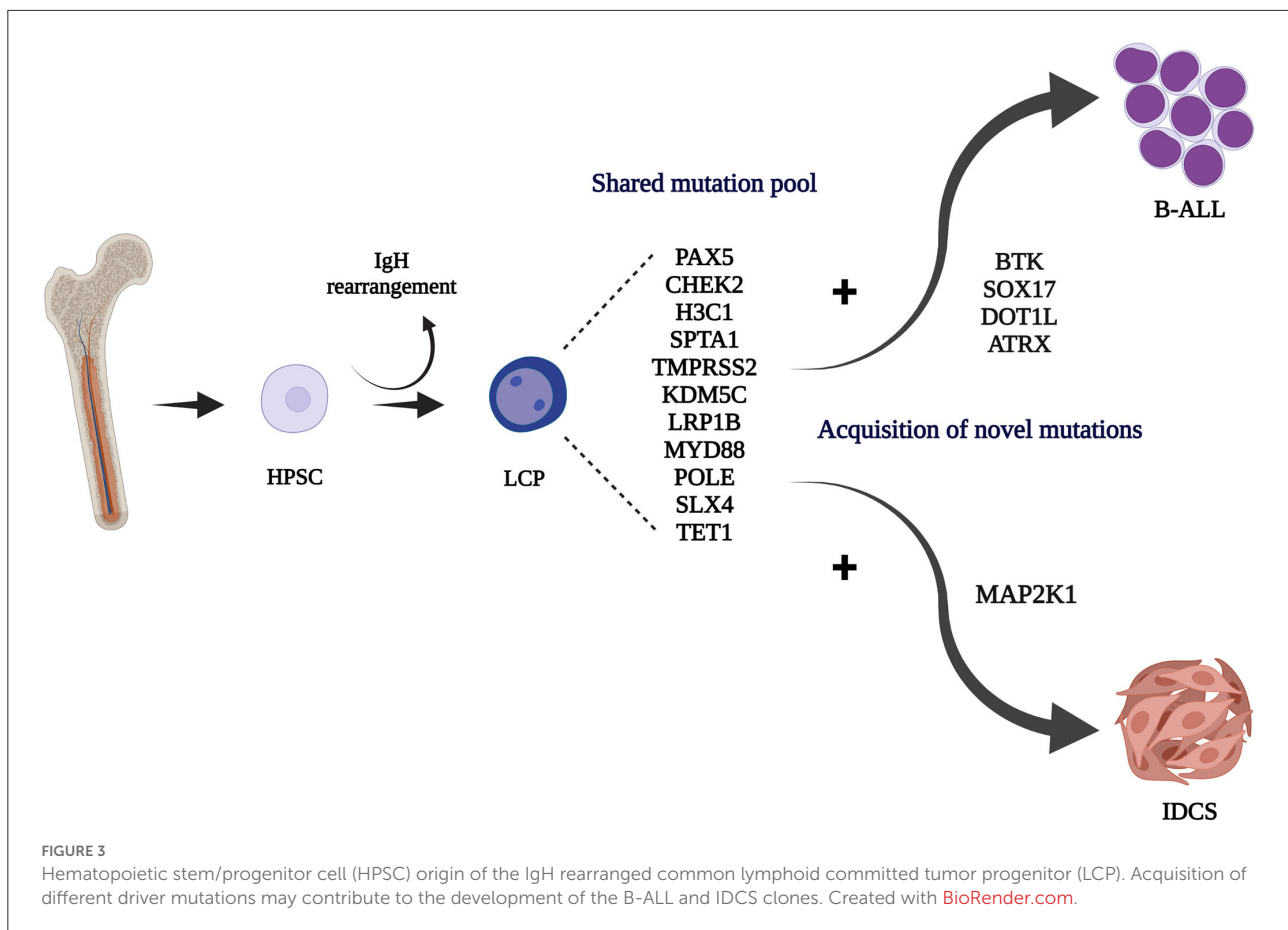 Shared mutation pool
IgH
rearrangement
HPSC
LCP
PAX5
CHEK2
H3C1
SPTA1
TMPRSS2
KDM5C
LRP1B
MYD88
POLE
SLX4
TET1
+
B-ALL
BTK
SOX17
DOT1L
ATRX
Acquisition of novel mutations
+
MAP2K1
IDCS
FIGURE 3
Hematopoietic stem/progenitor cell (HPSC) origin of the IgH rearranged common lymphoid committed tumor progenitor (LCP). Acquisition of
different driver mutations may contribute to the development of the B-ALL and IDCS clones. Created with BioRender.com.